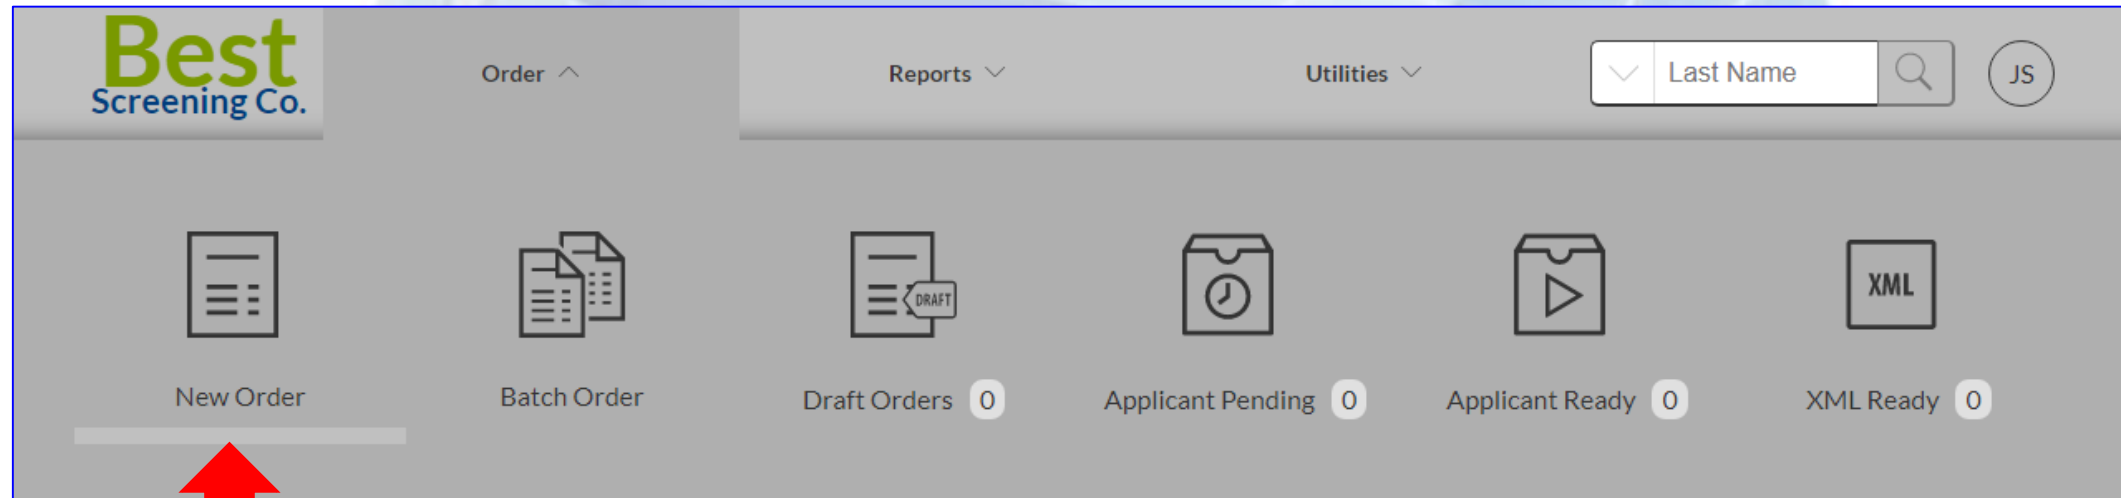 Best
Screening Co.
Order
Reports
Utilities
Last Name
JS
DRAFT
XML
New Order
Batch Order
Draft Orders 0
Applicant Pending 0
Applicant Ready 0
XML Ready 0